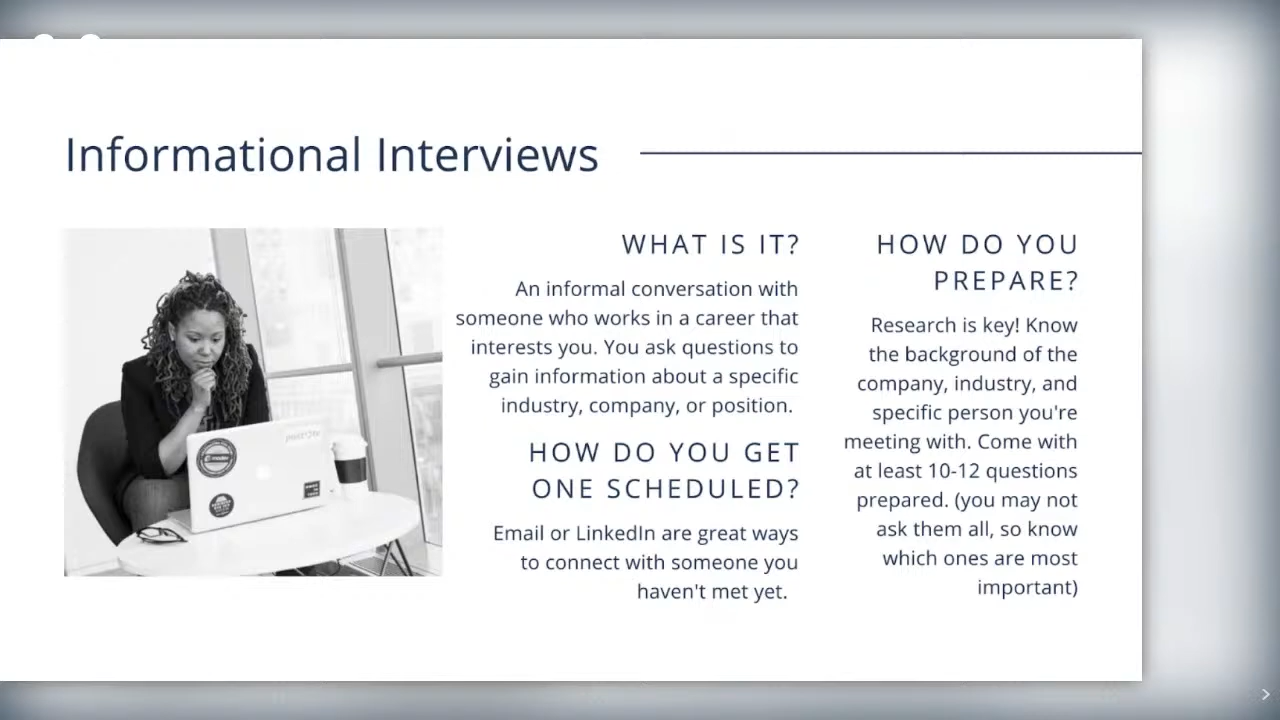 Informational Interviews
WHAT IS IT?
An informal conversation with
someone who works in a career that
interests you. You ask questions to
gain information about a specific
industry, company, or position.
HOW DO YOU GET
ONE SCHEDULED?
Email or LinkedIn are great ways
to connect with someone you
haven't met yet.
HOW DO YOU
PREPARE?
Research is key! Know
the background of the
company, industry, and
specific person you're
meeting with. Come with
at least 10-12 questions
prepared. (you may not
ask them all, so know
which ones are most
important)